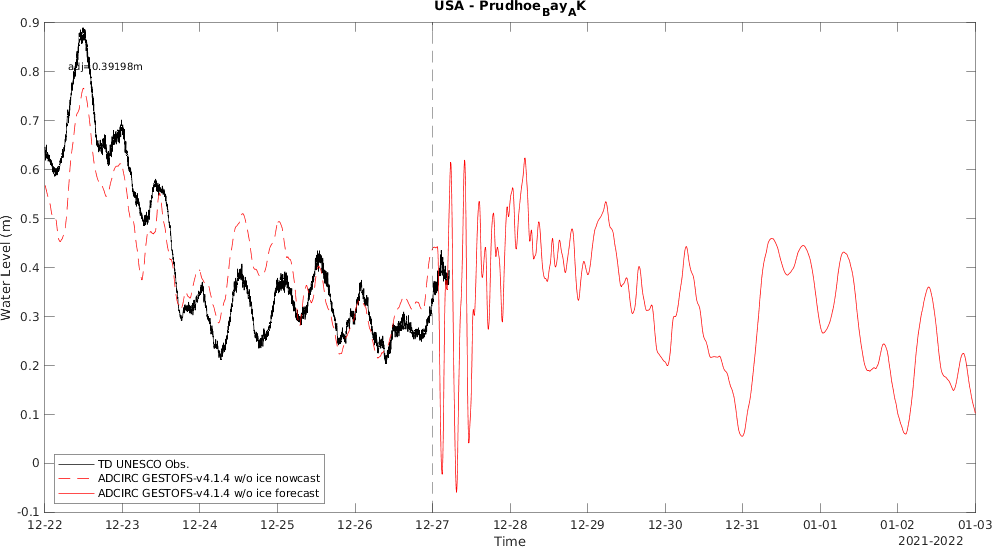 USA - PrudhoeBayAK
0.9
adj= 0.39198m
0.8
0.7
0.6
0.5
0.4
0.3
0.2
0.1
0
-0.1
Water Level (m)
TD UNESCO Obs.
ADCIRC GESTOFS-v4.1.4 w/o ice nowcast
ADCIRC GESTOFS-v4.1.4 w/o ice forecast
12-22 12-23 12-24 12-25 12-26 12-27 12-28 12-29 12-30 12-31 01-01 01-02 01-03
Time
2021-2022